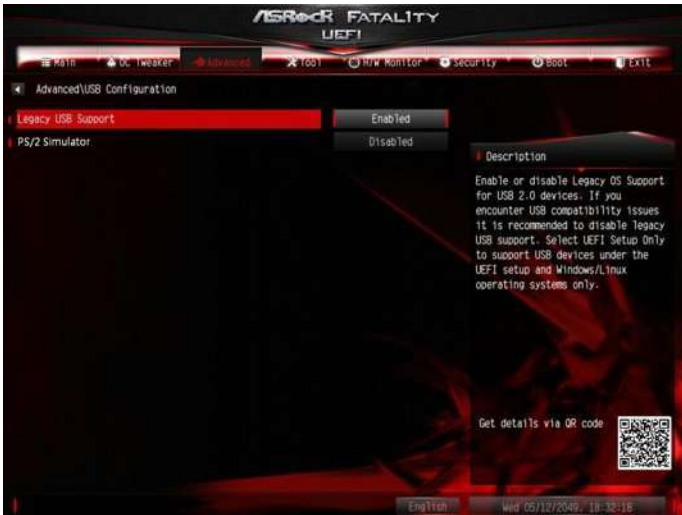 ASRock FATAL1TY
UEFI
Main OC Tweaker Advanced Tool H/W Monitor Security Boot Exit
Advanced\USB Configuration
Legacy USB Support Enabled
PS/2 Simulator Disabled
Description
Enable or disable Legacy OS Support
for USB 2.0 devices. If you
encounter USB compatibility issues
it is recommended to disable legacy
USB support. Select UEFI Setup Only
to support USB devices under the
UEFI setup and Windows/Linux
operating systems only.
Get details via QR code
English Wed 05/12/2049. 18:32:18